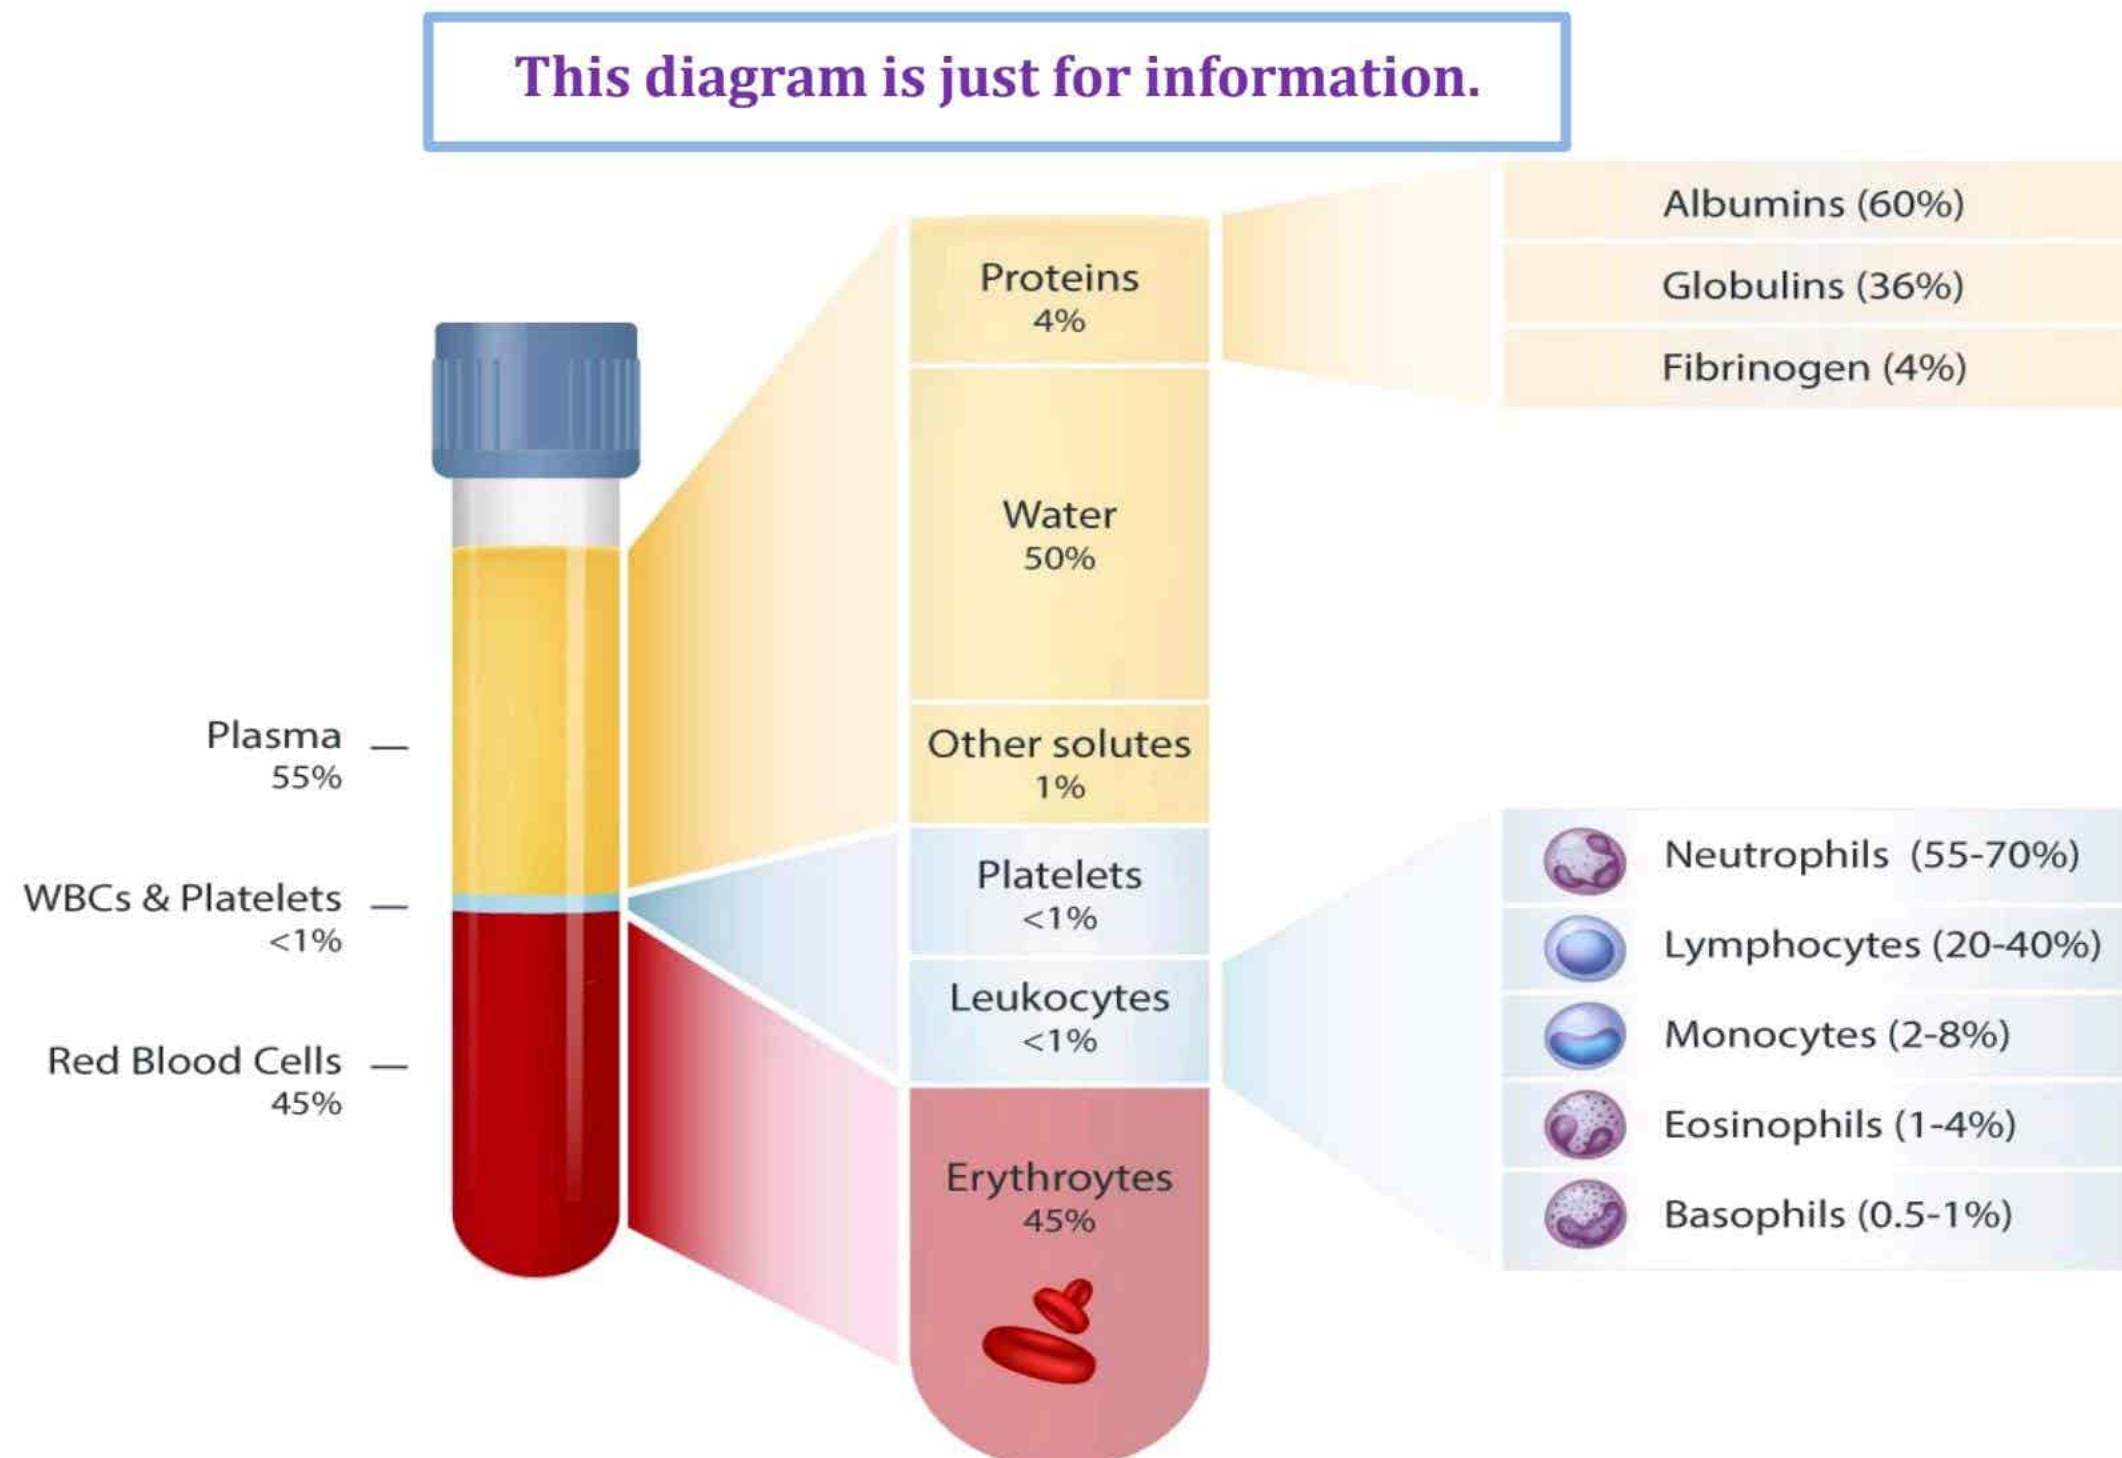 This diagram is just for information.
Plasma
55%
WBCs & Platelets
<1%
Red Blood Cells
45%
Proteins
4%
Water
50%
Other solutes
1%
Platelets
<1%
Leukocytes
<1%
Erythroytes
45%
Albumins (60%)
Globulins (36%)
Fibrinogen (4%)
Neutrophils (55-70%)
Lymphocytes (20-40%)
Monocytes (2-8%)
Eosinophils (1-4%)
Basophils (0.5-1%)